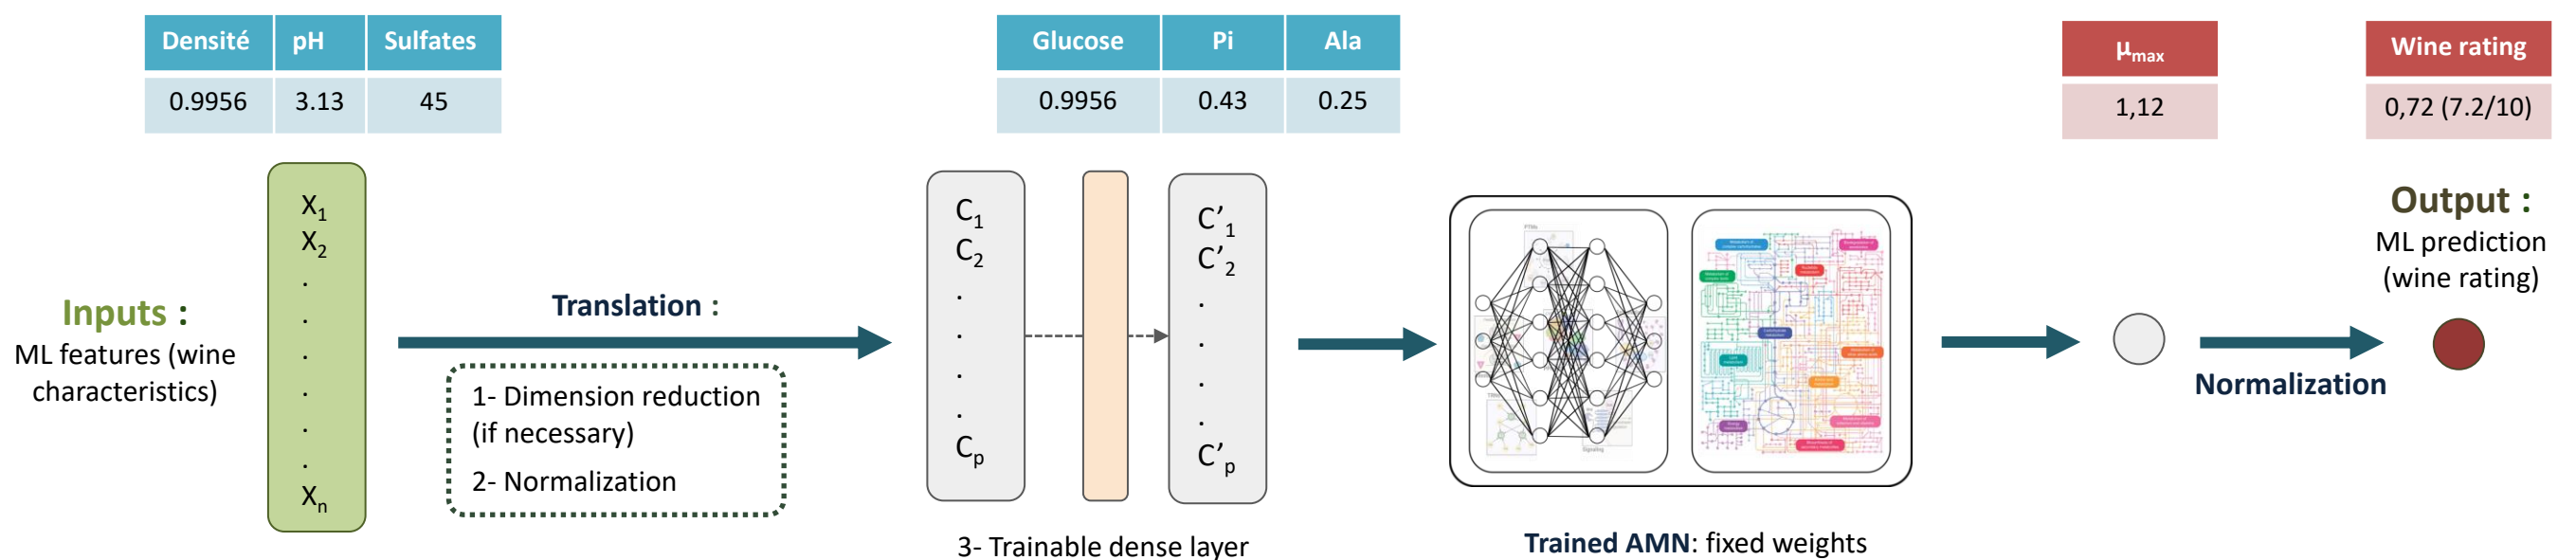 Densité pH Sulfates
0.9956 3.13 45
Glucose Pi Ala
0.9956 0.43 0.25
μmax
1,12
Wine rating
0,72 (7.2/10)
Inputs :
ML features (wine
characteristics)
X1
X2
.
.
.
.
.
.
Xn
Translation :
1- Dimension reduction
(if necessary)
2- Normalization
C1
C2
.
.
.
.
Cp
C’1
C’2
.
.
.
.
C’p
3- Trainable dense layer
Signaling
Trained AMN: fixed weights
Normalization
Output :
ML prediction
(wine rating)